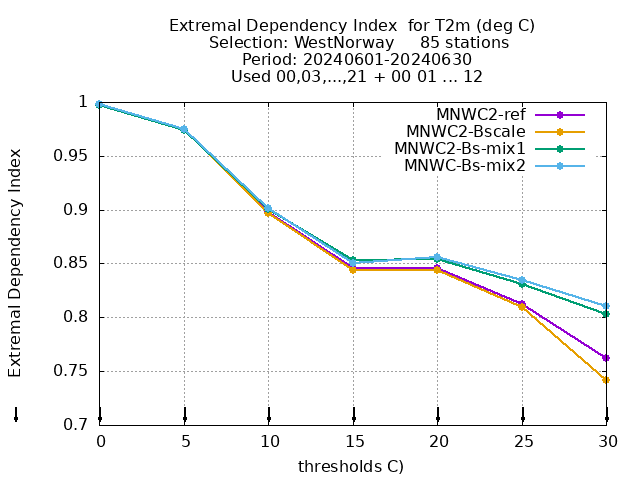 Extremal Dependency Index  for T2m (deg C)
Selection: WestNorway     85 stations
Period: 20240601-20240630
Used 00,03,...,21 + 00 01 ... 12
MNWC2-ref
MNWC2-Bscale
MNWC2-Bs-mix1
MNWC-Bs-mix2
Extremal Dependency Index
1
0.95
0.9
0.85
0.8
0.75
0.7
0 5 10 15 20 25 30
thresholds C)